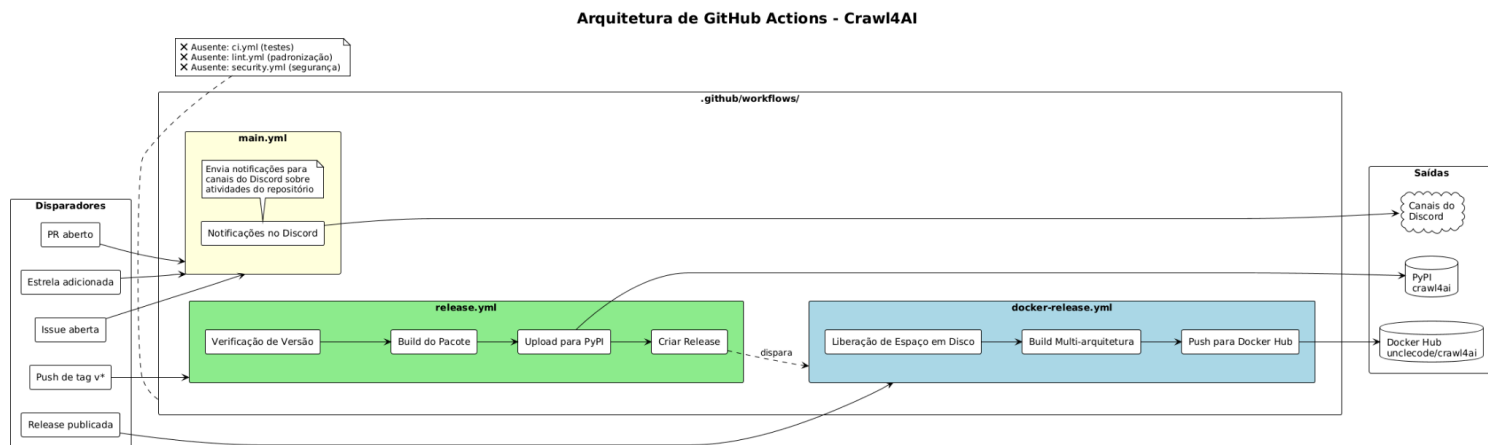 Arquitetura de GitHub Actions - Crawl4AI
❌ Ausente: ci.yml (testes)
❌ Ausente: lint.yml (padronização)
❌ Ausente: security.yml (segurança)
.github/workflows/
main.yml
Envia notificações para
canais do Discord sobre
atividades do repositório
Notificações no Discord
Disparadores
PR aberto
Estrela adicionada
Issue aberta
Push de tag v*
Release publicada
release.yml
Verificação de Versão
Build do Pacote
Upload para PyPI
Criar Release
dispara
docker-release.yml
Liberação de Espaço em Disco
Build Multi-arquitetura
Push para Docker Hub
Saídas
Canais do
Discord
PyPI
crawl4ai
Docker Hub
unclecode/crawl4ai